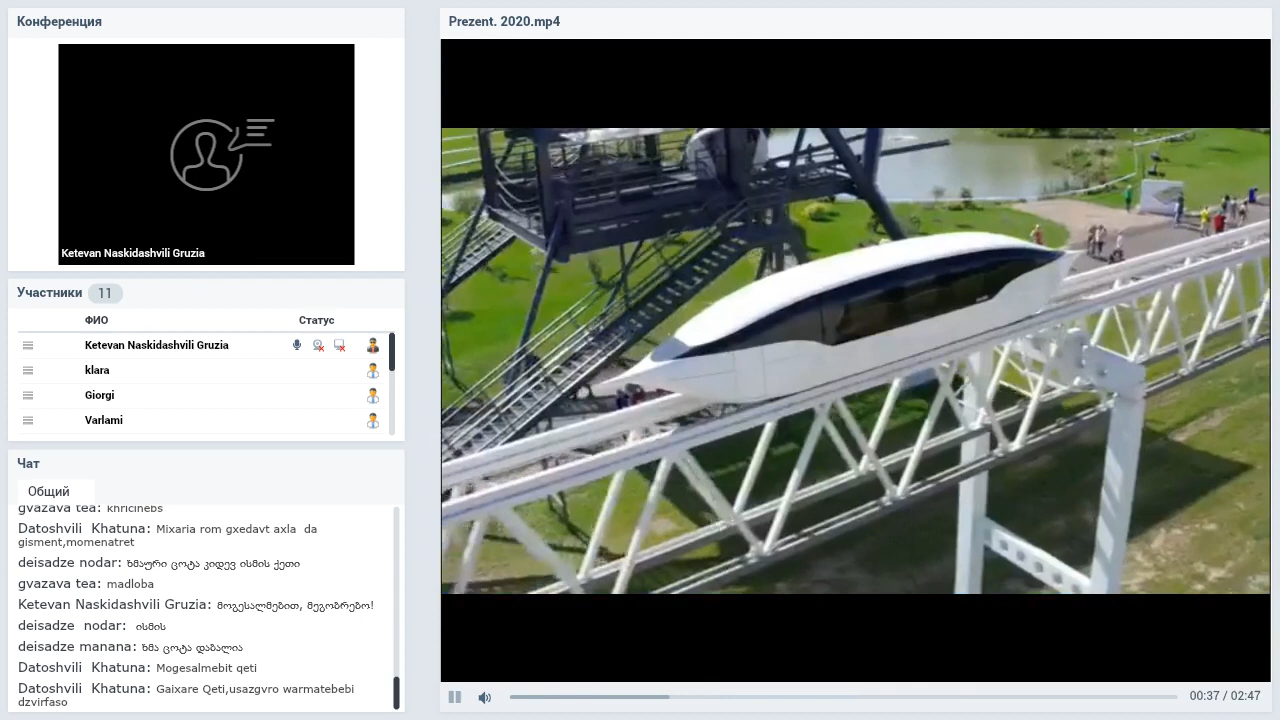 Конференция
Ketevan Naskidashvili Gruzia
Участники 11
ФИО Статус
Ketevan Naskidashvili Gruzia
klara
Giorgi
Varlami
Чат
Общий
gvazava tea: khricinebs
Datoshvili Khatuna: Mixaria rom gxedavt axla da
gisment,momenatret
deisadze nodar: ხმაური ცოტა კიდევ ისმის ქეთი
gvazava tea: madloba
Ketevan Naskidashvili Gruzia: მოგესალმებით, მეგობრებო!
deisadze nodar: ისმის
deisadze manana: ხმა ცოტა დაბალია
Datoshvili Khatuna: Mogesalmebit qeti
Datoshvili Khatuna: Gaixare Qeti,usazgvro warmatebebi
dzvirfaso
Prezent. 2020.mp4
00:37 / 02:47